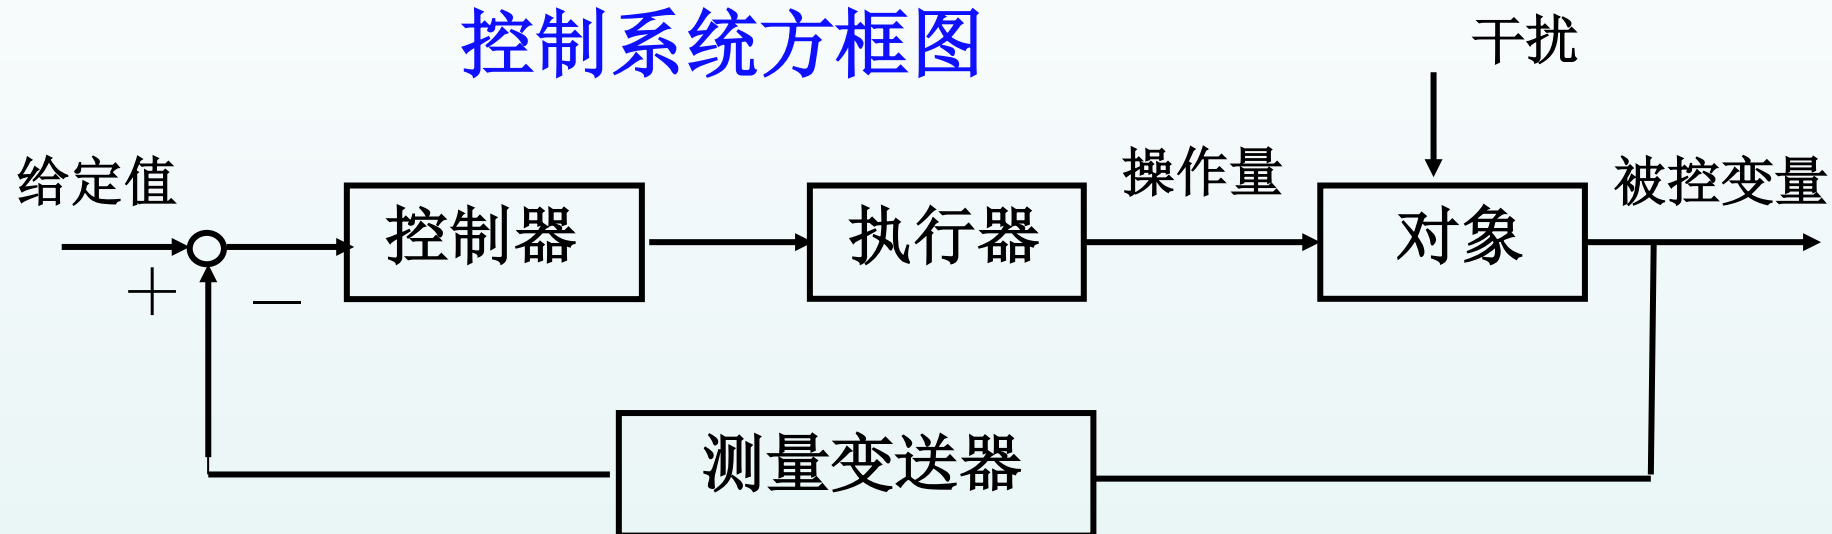 控制系统方框图
干扰
给定值
操作量
被控变量
控制器
执行器
对象
＋
－
测量变送器